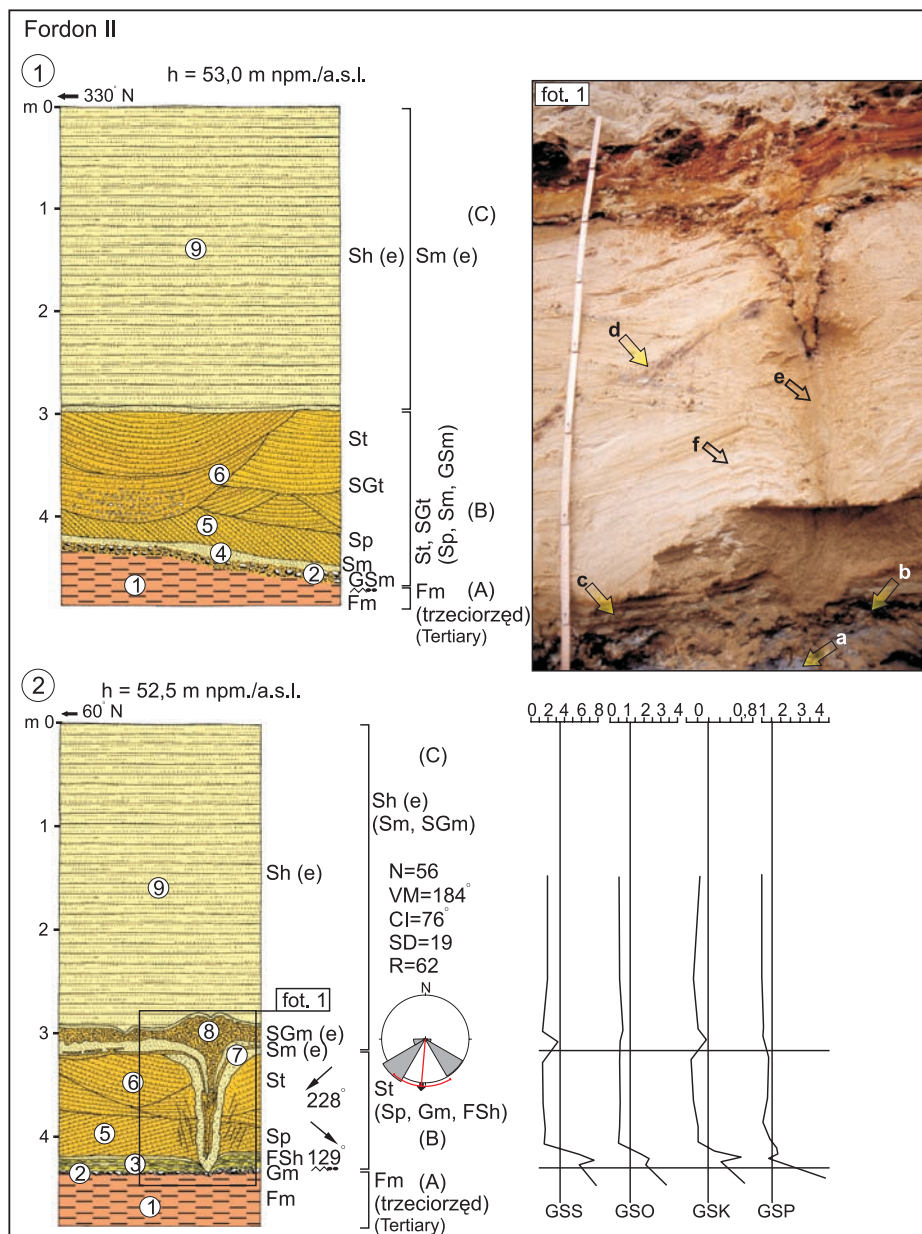 Fordon II
1
h = 53,0 m npm./a.s.l.
330° N
m 0
1
2
3
4
9
6
5
4
2
1
Sh (e)
St
SGt
Sp
Sm
GSm
Fm
(C)
Sm (e)
St, SGt
(Sp, Sm, GSm)
(B)
Fm (A)
(trzeciorzęd)
(Tertiary)
fot. 1
d
e
f
c
b
a
2
h = 52,5 m npm./a.s.l.
60° N
m 0
1
2
3
4
9
8
7
6
5
3
2
1
Sh (e)
fot. 1
SGm (e)
Sm (e)
St
228°
Sp
FSh 129°
Gm
Fm
(C)
Sh (e)
(Sm, SGm)
N=56
VM=184°
CI=76°
SD=19
R=62
N
St
(Sp, Gm, FSh)
(B)
Fm (A)
(trzeciorzęd)
(Tertiary)
0 2 4 6 8 0 1 2 3 4 0 0,8 1 2 3 4
GSS GSO GSK GSP